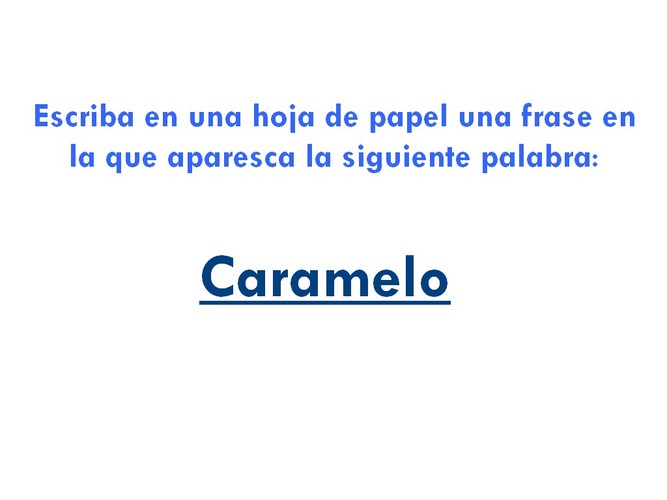 Escriba en una hoja de papel una frase en
la que aparesca la siguiente palabra:
Caramelo